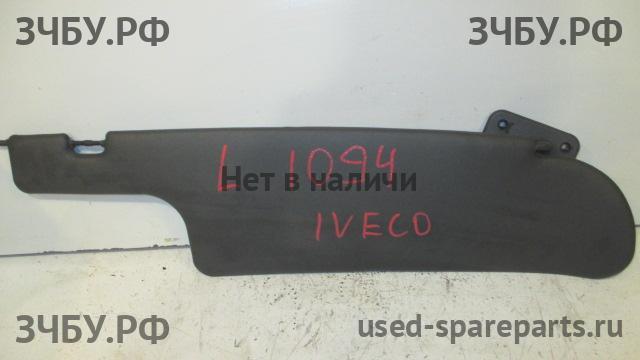 ЗЧБУ.РФ ЗЧБУ.РФ
L 1094
Нет в наличи
IVECO
ЗЧБУ.РФ used-spareparts.ru